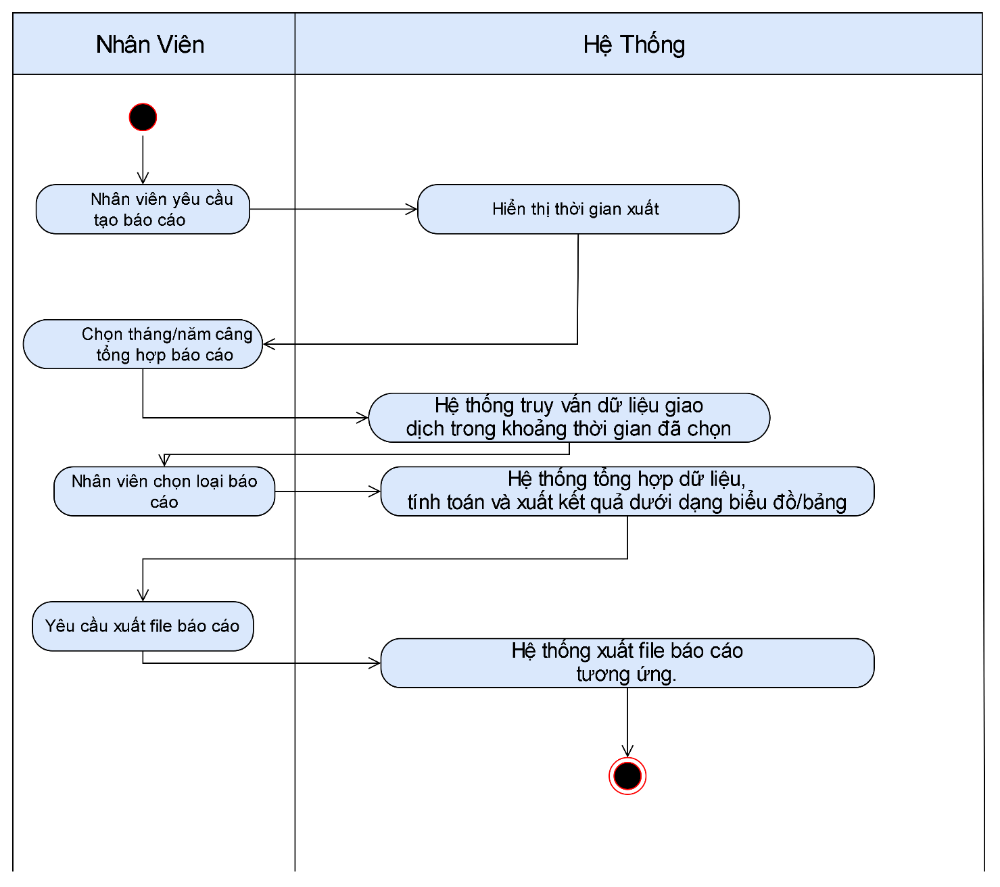 Nhân Viên
Hệ Thống
Nhân viên yêu cầu
tạo báo cáo
Hiển thị thời gian xuất
Chọn tháng/năm câng
tổng hợp báo cáo
Hệ thống truy vấn dữ liệu giao
dịch trong khoảng thời gian đã chọn
Nhân viên chọn loại báo
cáo
Hệ thống tổng hợp dữ liệu,
tính toán và xuất kết quả dưới dạng biểu đồ/bảng
Yêu cầu xuất file báo cáo
Hệ thống xuất file báo cáo
tương ứng.